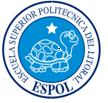 ESCUELA SUPERIOR POLITECNICA DEL LITORAL
ESPOL